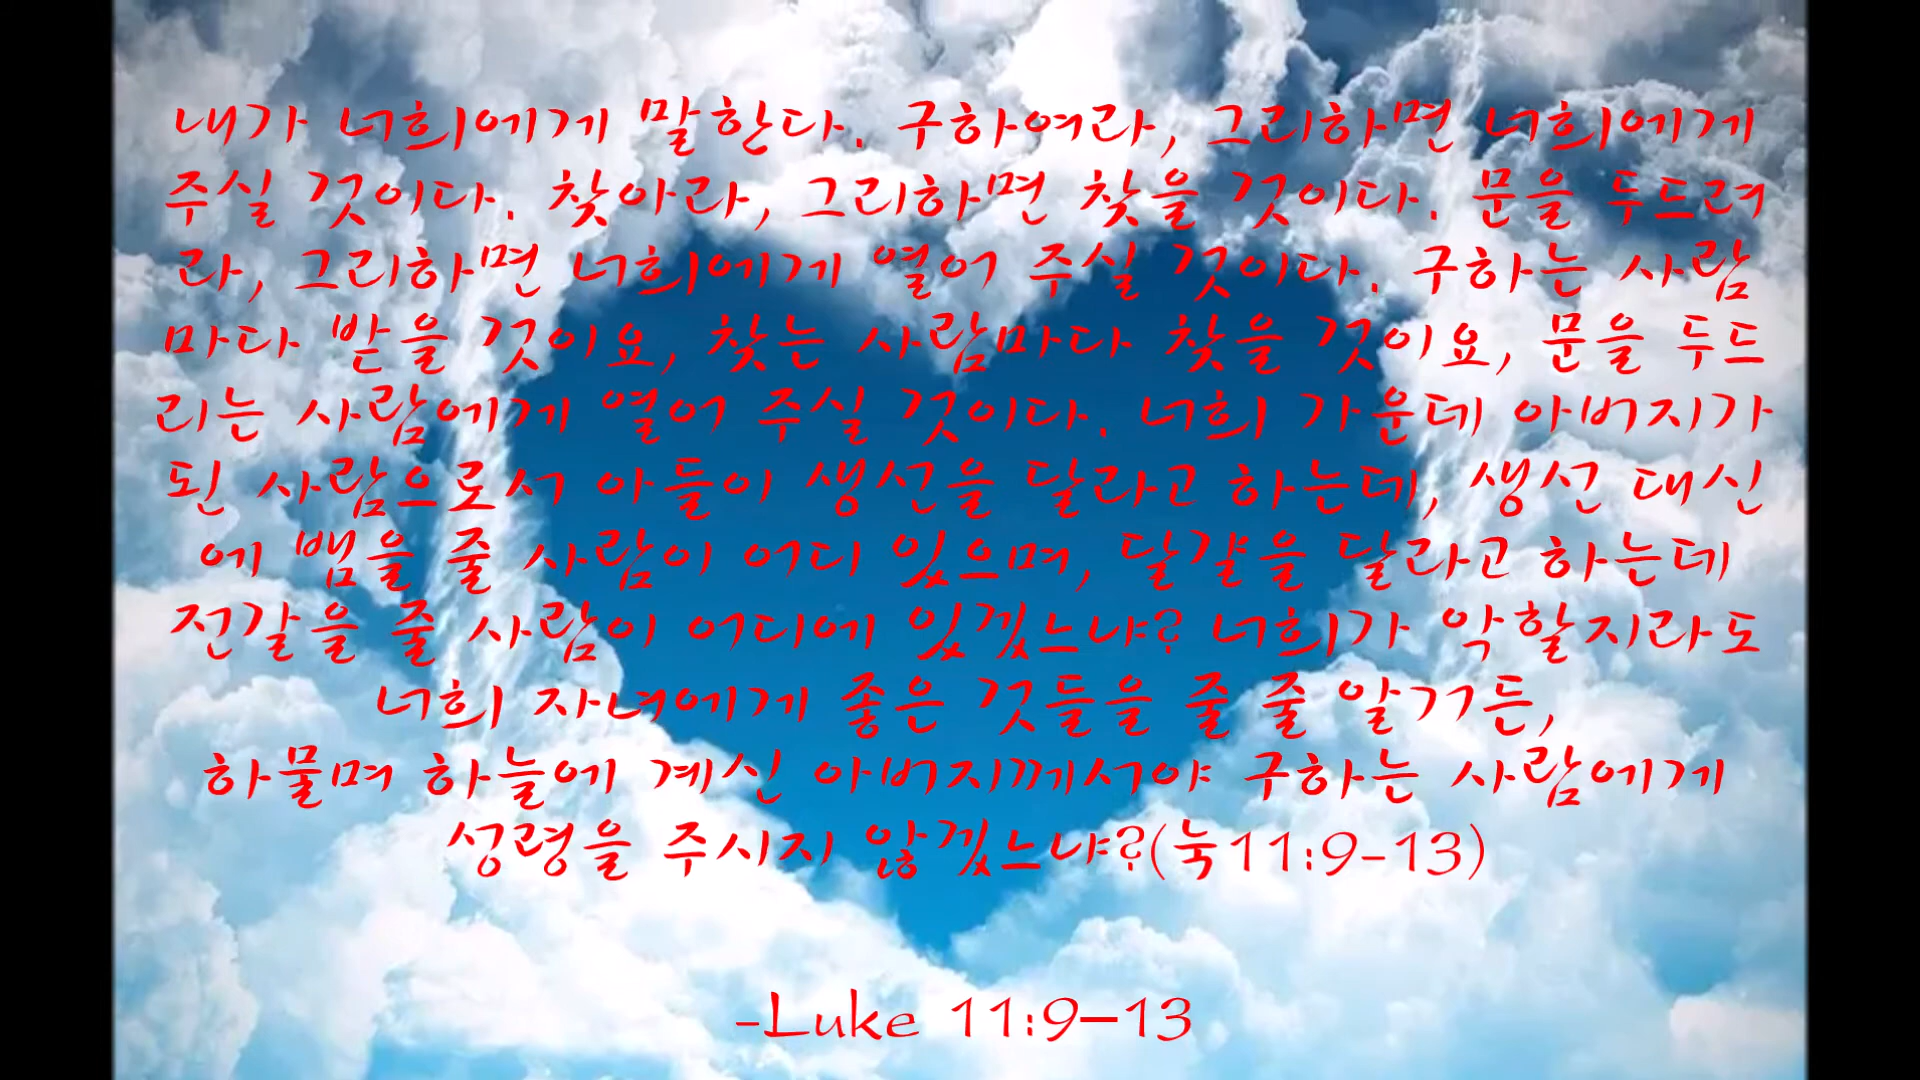 내가 너희에게 말한다. 구하여라, 그리하면 너희에게
주실 것이다. 찾아라, 그리하면 찾을 것이다. 문을 두드려
라, 그리하면 너희에게 열어 주실 것이다. 구하는 사람
마다 받을 것이요, 찾는 사람마다 찾을 것이요, 문을 두드
리는 사람에게 열어 주실 것이다. 너희 가운데 아버지가
된 사람으로서 아들이 생선을 달라고 하는데, 생선 대신
에 뱀을 줄 사람이 어디 있으며, 달걀을 달라고 하는데
전갈을 줄 사람이 어디에 있겠느냐? 너희가 악할지라도
너희 자녀에게 좋은 것들을 줄 줄 알거든,
하물며 하늘에 계신 아버지께서야 구하는 사람에게
성령을 주시지 않겠느냐?(눅11:9-13)
-Luke 11:9–13